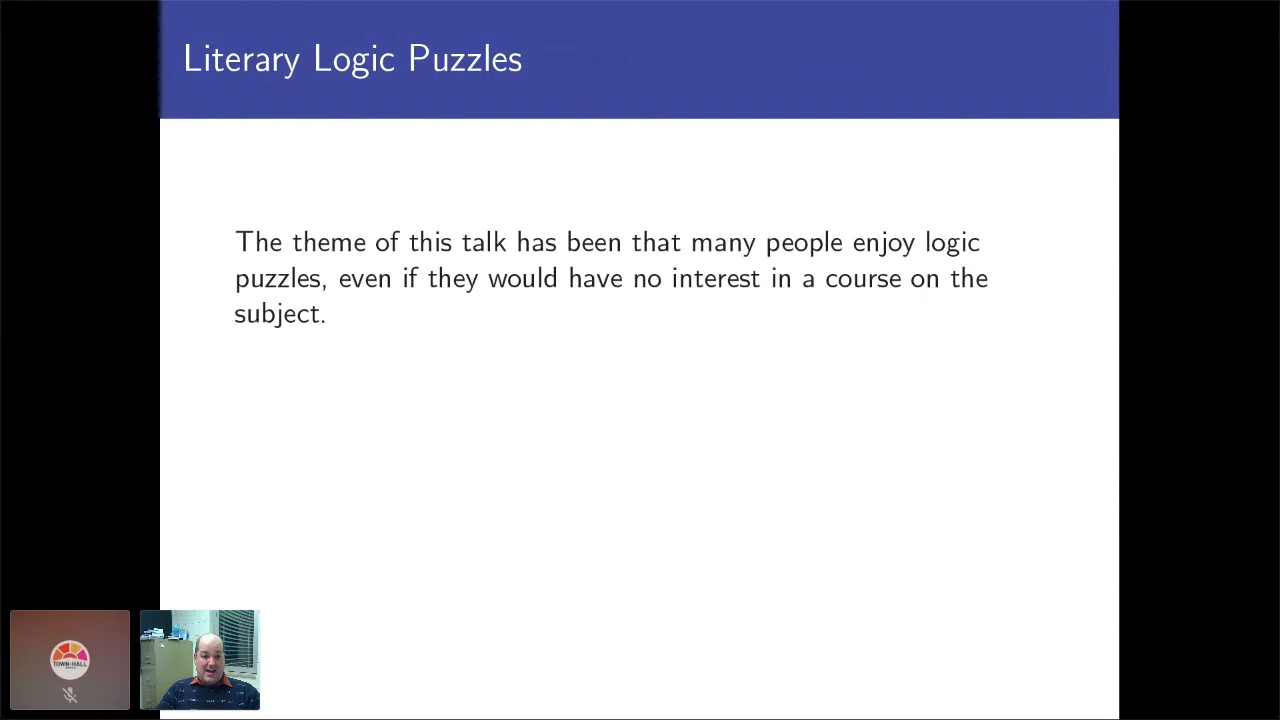 Literary Logic Puzzles
The theme of this talk has been that many people enjoy logic
puzzles, even if they would have no interest in a course on the
subject.
TOWN-HALL